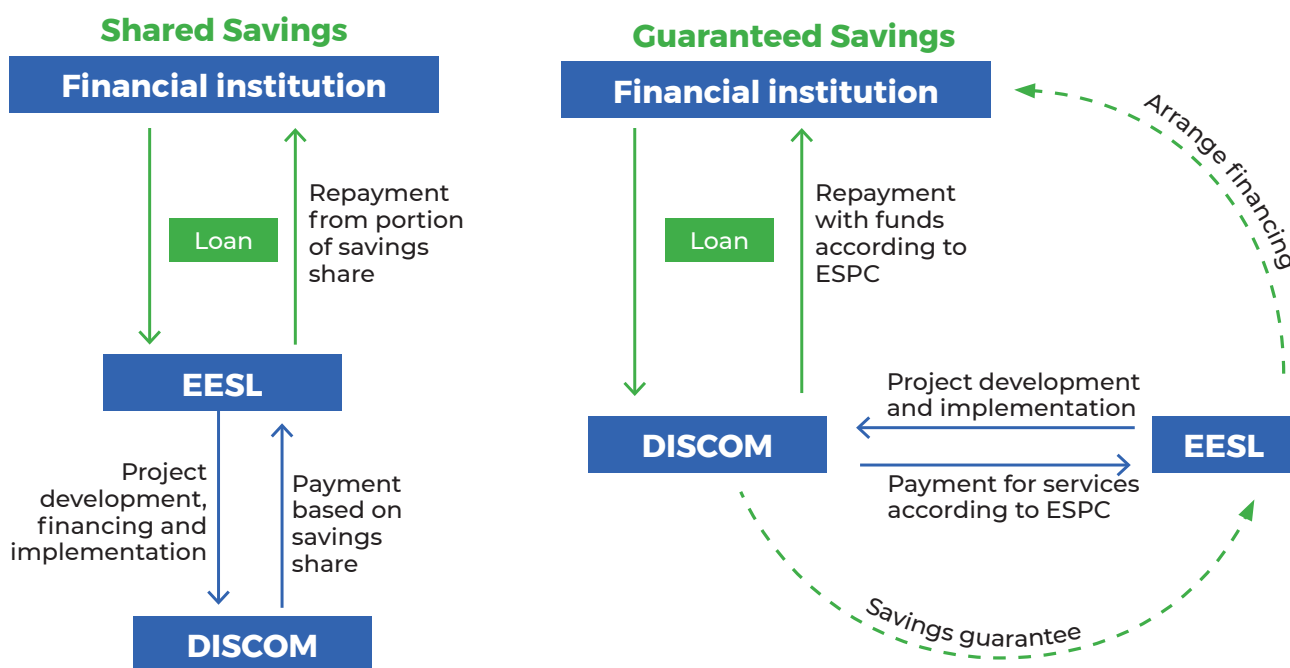 Shared Savings
Financial institution
Loan
Repayment
from portion
of savings
share
EESL
Project
development,
financing and
implementation
Payment
based on
savings
share
DISCOM
Guaranteed Savings
Financial institution
Arrange financing
Loan
Repayment
with funds
according to
ESPC
DISCOM
Project development
and implementation
Payment for services
according to ESPC
EESL
Savings guarantee